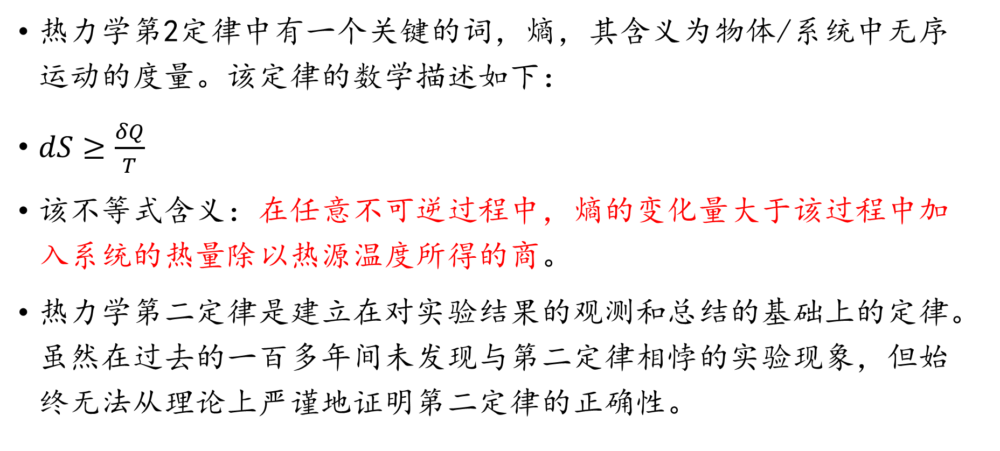 • 热力学第2定律中有一个关键的词，熵，其含义为物体/系统中无序
运动的度量。该定律的数学描述如下：
• dS ≥ δQ/T
• 该不等式含义：在任意不可逆过程中，熵的变化量大于该过程中加
入系统的热量除以热源温度所得的商。
• 热力学第二定律是建立在对实验结果的观测和总结的基础上的定律。
虽然在过去的一百多年间未发现与第二定律相悖的实验现象，但始
终无法从理论上严谨地证明第二定律的正确性。